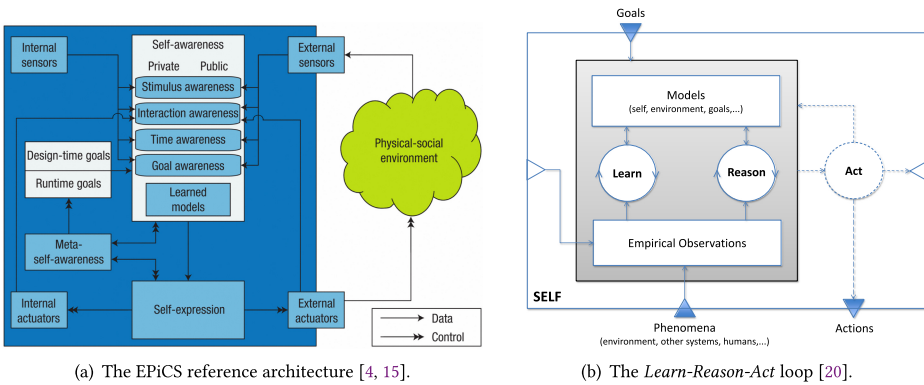 Internal
sensors
Self-awareness
Private Public
Stimulus awareness
Interaction awareness
Time awareness
Goal awareness
Learned
models
External
sensors
Physical-social
environment
Design-time goals
Runtime goals
Meta-
self-awareness
Internal
actuators
Self-expression
External
actuators
Data
Control
(a) The EPiCS reference architecture [4, 15].
Goals
Models
(self, environment, goals,...)
Learn
Reason
Act
Empirical Observations
SELF
Phenomena
(environment, other systems, humans,...)
Actions
(b) The Learn-Reason-Act loop [20].